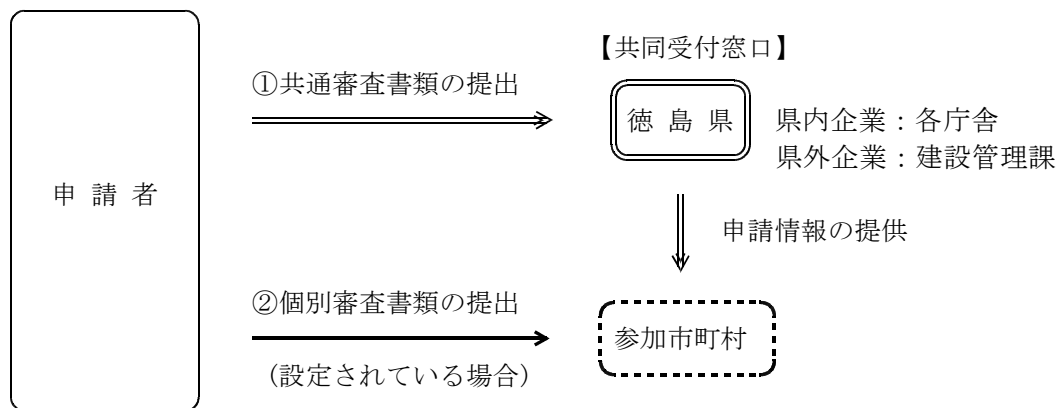 【共同受付窓口】
①共通審査書類の提出
徳 島 県
県内企業：各庁舎
県外企業：建設管理課
申 請 者
申請情報の提供
②個別審査書類の提出
参加市町村
（設定されている場合）